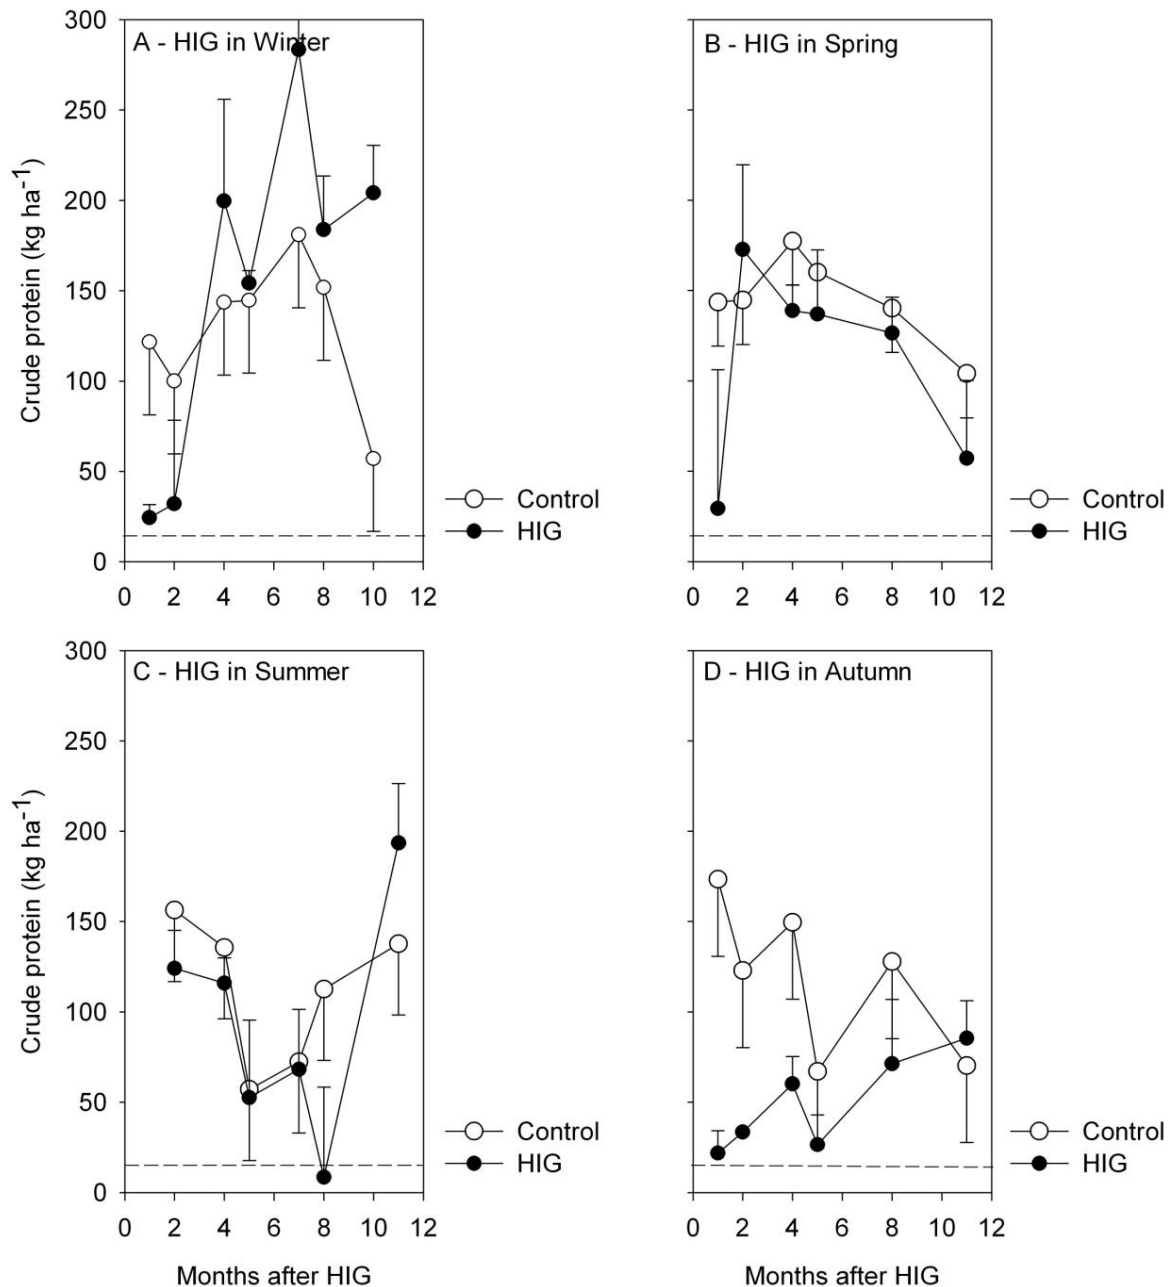 A - HIG in Winter
Crude protein (kg ha⁻¹)
300
250
200
150
100
50
0
0 2 4 6 8 10 12
Control
HIG
B - HIG in Spring
0 2 4 6 8 10 12
Control
HIG
C - HIG in Summer
Crude protein (kg ha⁻¹)
300
250
200
150
100
50
0
0 2 4 6 8 10 12
Months after HIG
Control
HIG
D - HIG in Autumn
0 2 4 6 8 10 12
Months after HIG
Control
HIG